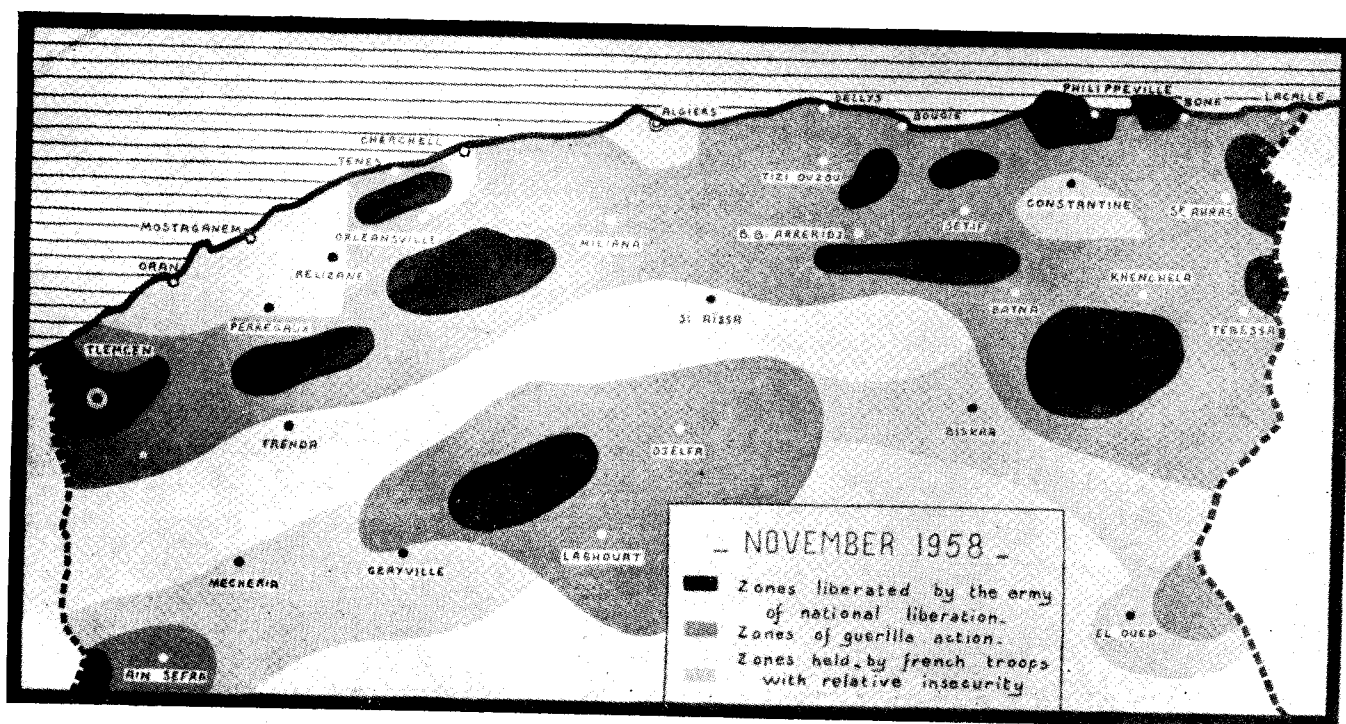 PHILIPPEVILLE
LACALLE
DELLYS
BONE
ALGIERS
BOUGIE
CHERCHELL
TENES
TIZI OUZOU
CONSTANTINE
ST AHRAS
MOSTAGANEM
ORLEANSVILLE
MILIANA
B.B. ARRERIDJ
SETIF
ORAN
RELIZANE
KHENCHELA
BATNA
PERREGAUX
SI AISSA
TEBESSA
TLEMCEN
FRENDA
BISKRA
DJELFA
LAGHOUAT
MECHERIA
GERYVILLE
EL OUED
AIN SEFRA
_ NOVEMBER 1958 _
Zones liberated by the army
of national liberation.
Zones of guerilla action.
Zones held by french troops
with relative insecurity